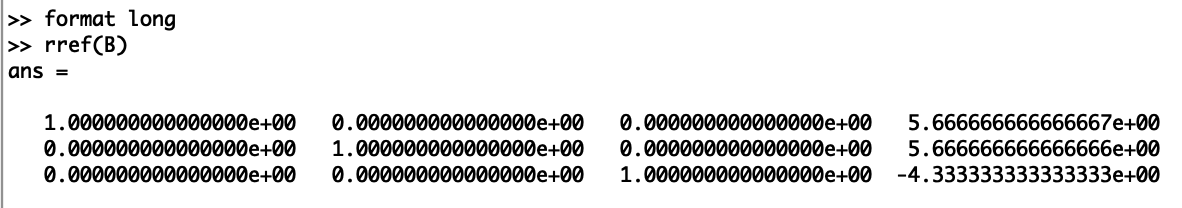 >> format long
>> rref(B)
ans =
1.000000000000000e+00 0.000000000000000e+00 0.000000000000000e+00 5.666666666666667e+00
0.000000000000000e+00 1.000000000000000e+00 0.000000000000000e+00 5.666666666666666e+00
0.000000000000000e+00 0.000000000000000e+00 1.000000000000000e+00 -4.333333333333333e+00